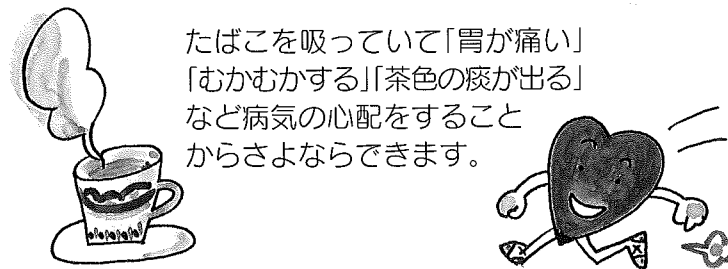 たばこを吸っていて「胃が痛い」
「むかむかする」「茶色の痰が出る」
など病気の心配をすること
からさよならできます。